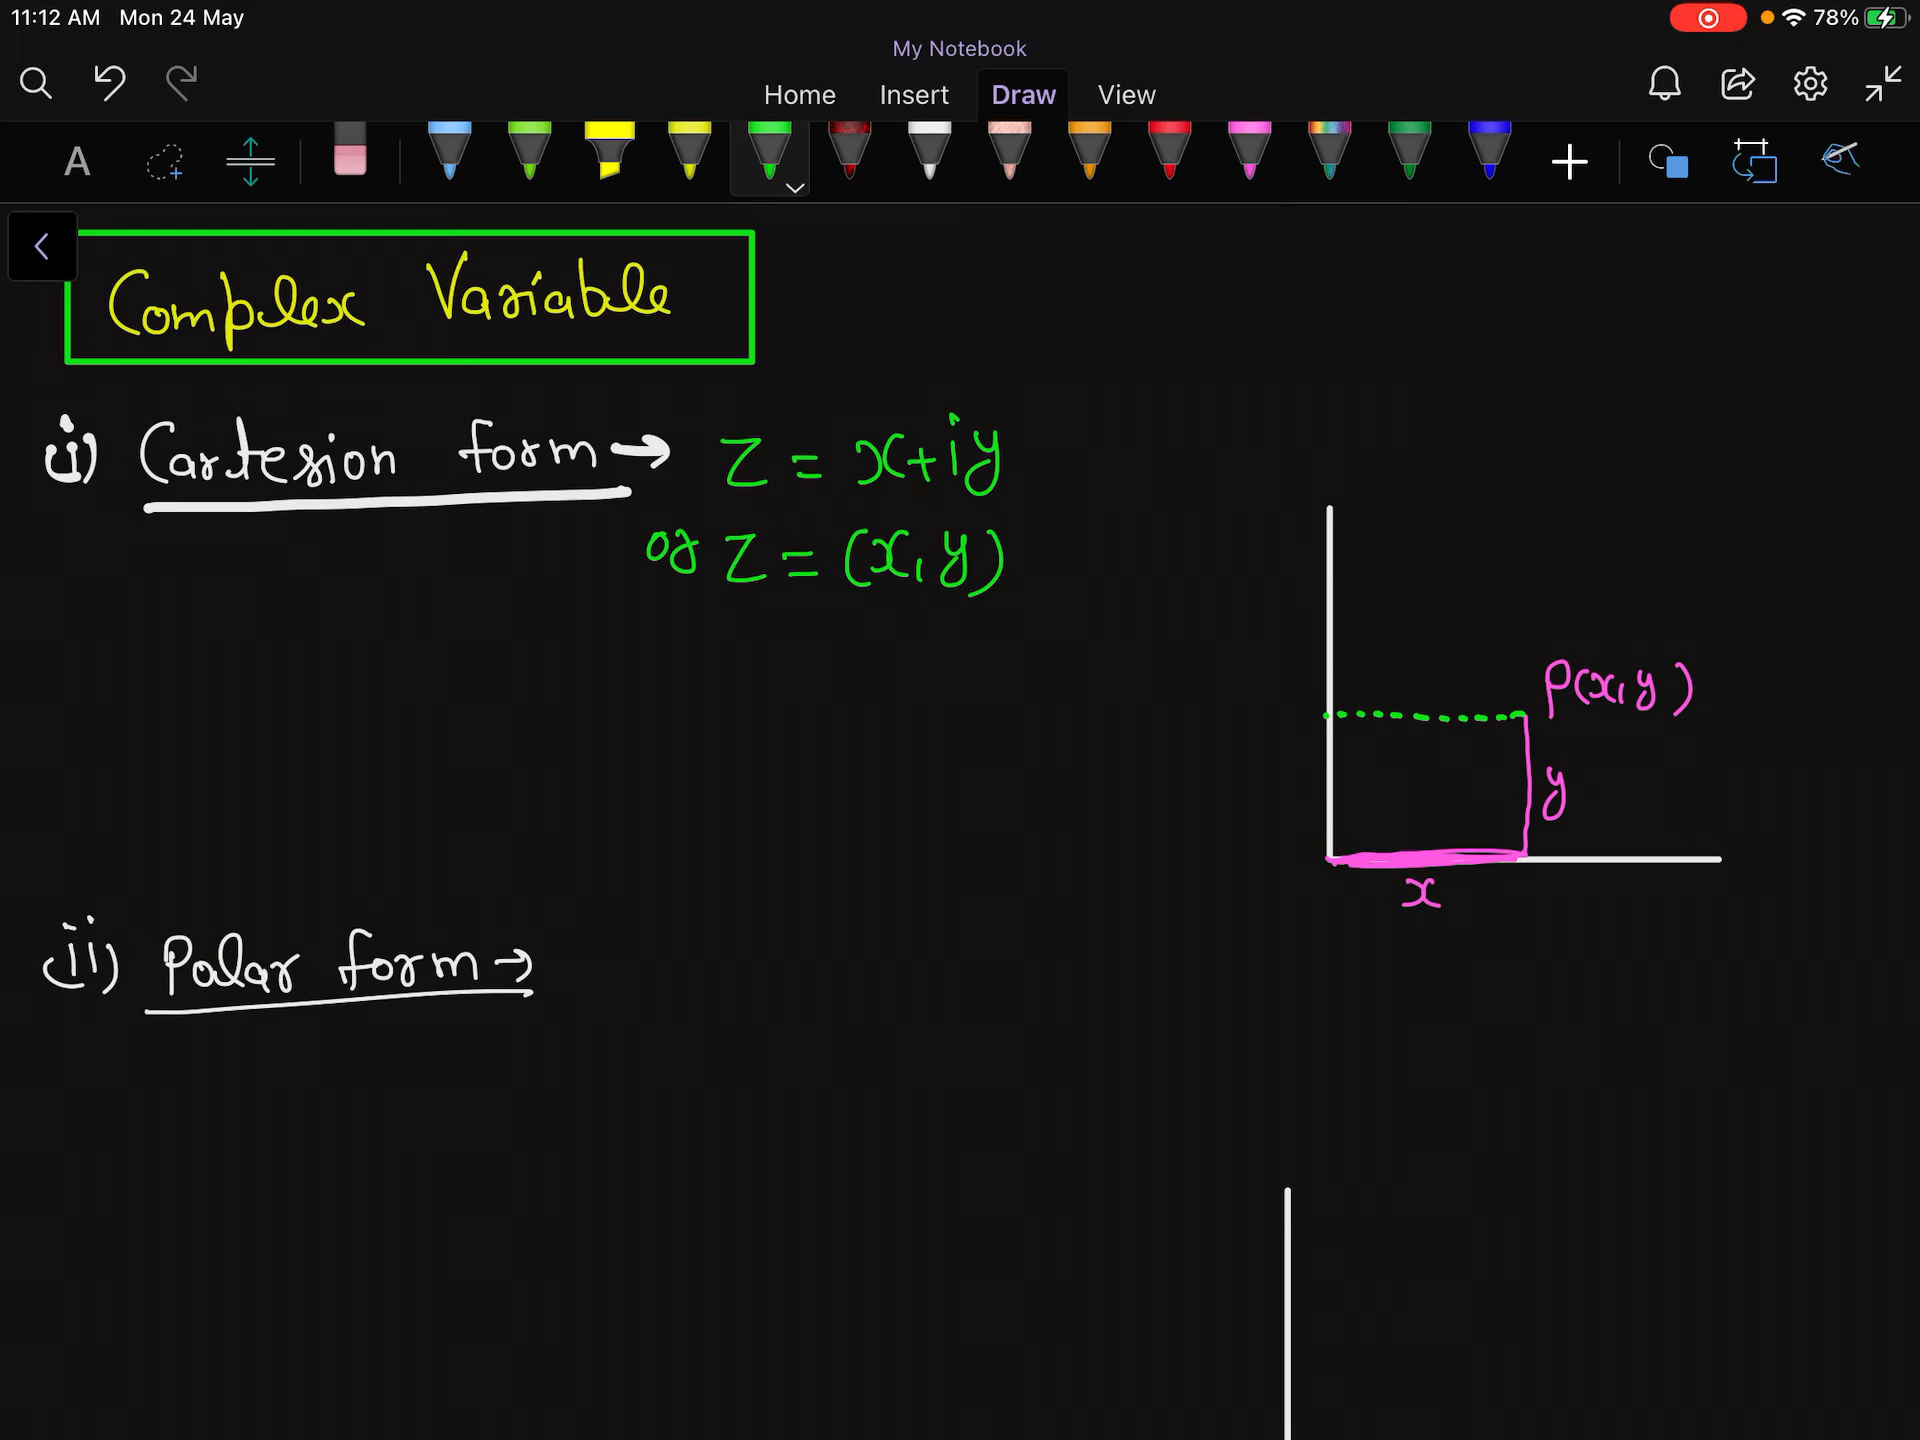 11:12 AM Mon 24 May
78%
My Notebook
Home Insert Draw View
A
Complex Variable
i) Cartesion form → Z = x+iy
or Z = (x, y)
P(x, y)
y
x
ii) Polar form →